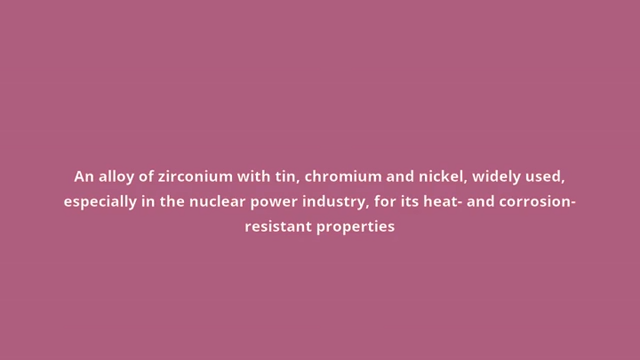 An alloy of zirconium with tin, chromium and nickel, widely used,
especially in the nuclear power industry, for its heat- and corrosion-
resistant properties